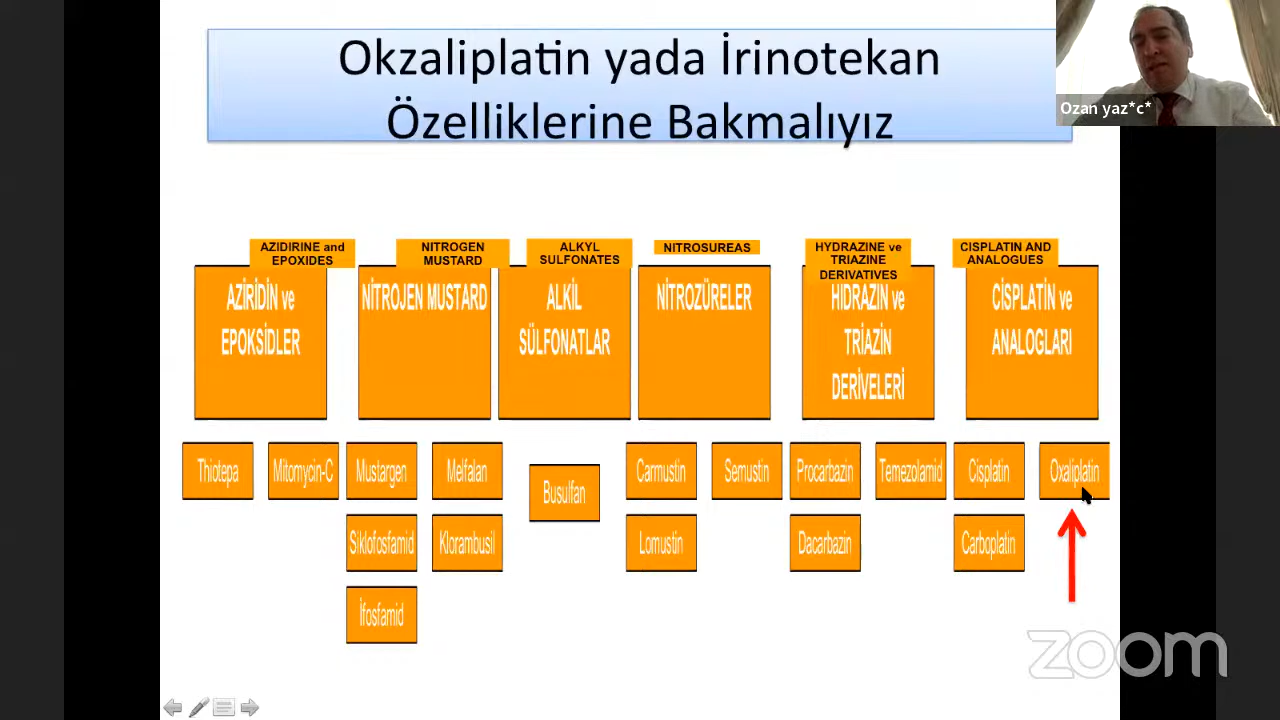 Okzaliplatin yada İrinotekan
Özelliklerine Bakmalıyız
Ozan yaz*c*
AZIDIRINE and
EPOXIDES
NITROGEN
MUSTARD
ALKYL
SULFONATES
NITROSUREAS
HYDRAZINE ve
TRIAZINE
DERIVATIVES
CISPLATIN AND
ANALOGUES
AZİRİDİN ve
EPOKSİDLER
NİTROJEN MUSTARD
ALKİL
SÜLFONATLAR
NİTROZÜRELER
HIDRAZIN ve
TRİAZİN
DERİVELERİ
CİSPLATİN ve
ANALOGLARI
Thiotepa
Mitomycin-C
Mustargen
Melfalan
Busulfan
Carmustin
Semustin
Procarbazin
Temezolamid
Cisplatin
Oxaliplatin
Siklofosfamid
Klorambusil
Lomustin
Dacarbazin
Carboplatin
İfosfamid
zoom